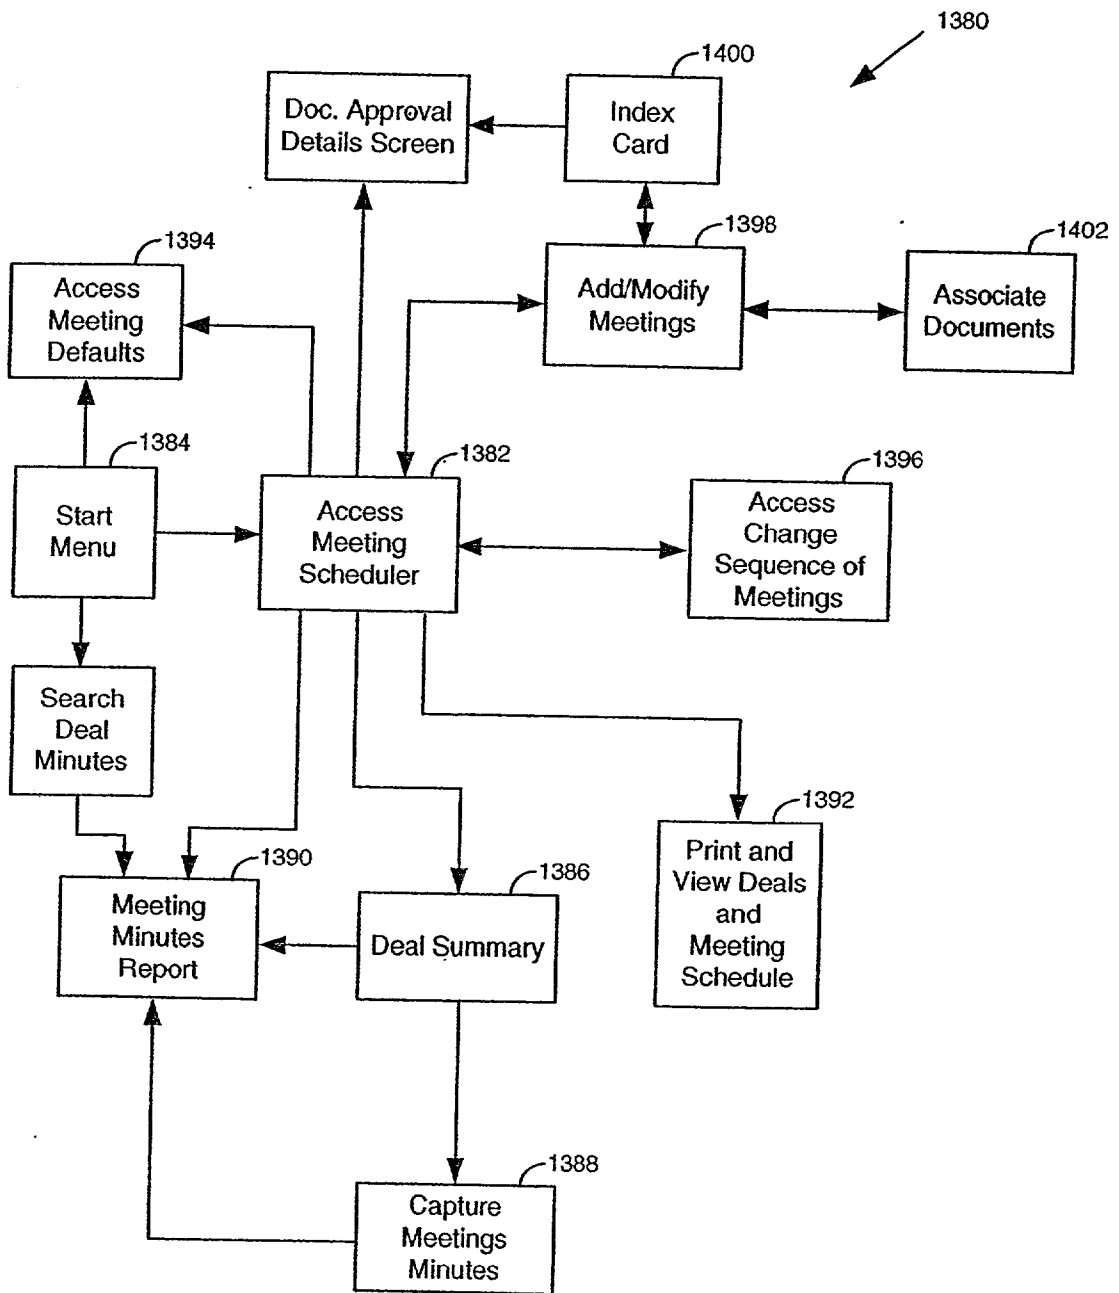 1380
1400
Doc. Approval
Details Screen
Index
Card
1394
1398
1402
Access
Meeting
Defaults
Add/Modify
Meetings
Associate
Documents
1384
1382
1396
Start
Menu
Access
Meeting
Scheduler
Access
Change
Sequence of
Meetings
Search
Deal
Minutes
1390
1386
1392
Meeting
Minutes
Report
Deal Summary
Print and
View Deals
and
Meeting
Schedule
1388
Capture
Meetings
Minutes